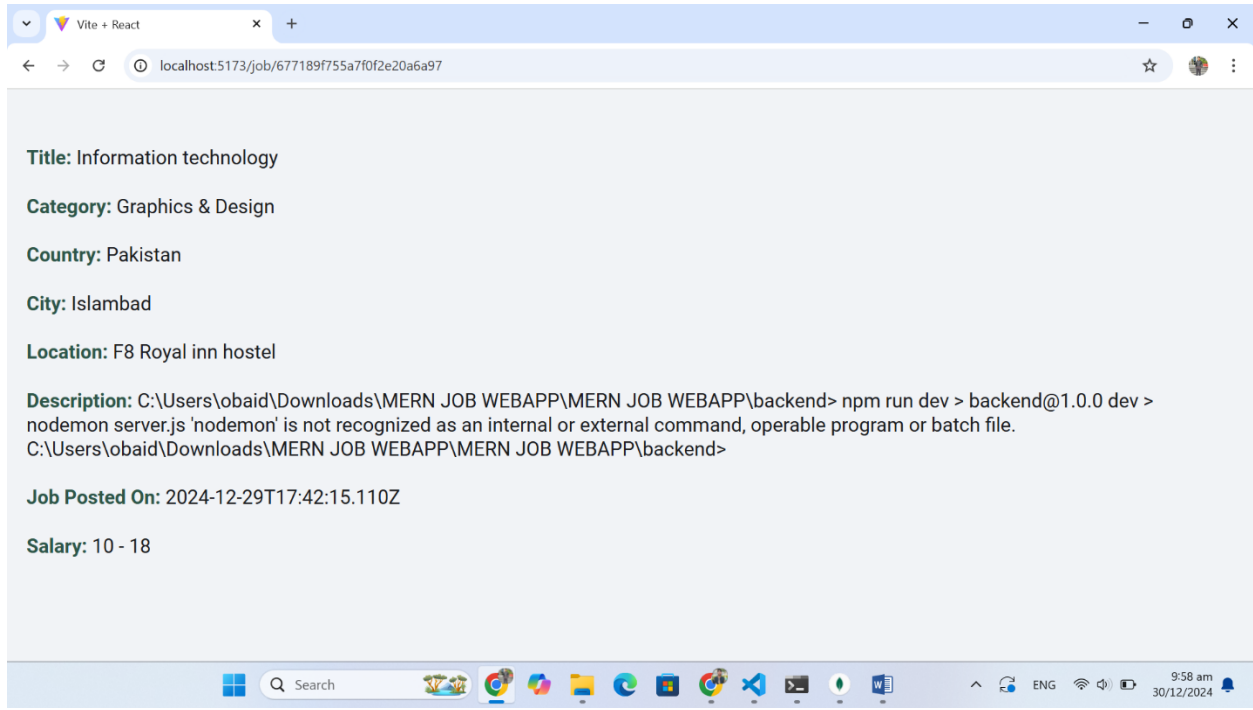 Vite + React
localhost:5173/job/677189f755a7f0f2e20a6a97
Title: Information technology
Category: Graphics & Design
Country: Pakistan
City: Islambad
Location: F8 Royal inn hostel
Description: C:\Users\obaid\Downloads\MERN JOB WEBAPP\MERN JOB WEBAPP\backend> npm run dev > backend@1.0.0 dev >
nodemon server.js 'nodemon' is not recognized as an internal or external command, operable program or batch file.
C:\Users\obaid\Downloads\MERN JOB WEBAPP\MERN JOB WEBAPP\backend>
Job Posted On: 2024-12-29T17:42:15.110Z
Salary: 10 - 18
Search
ENG
9:58 am
30/12/2024